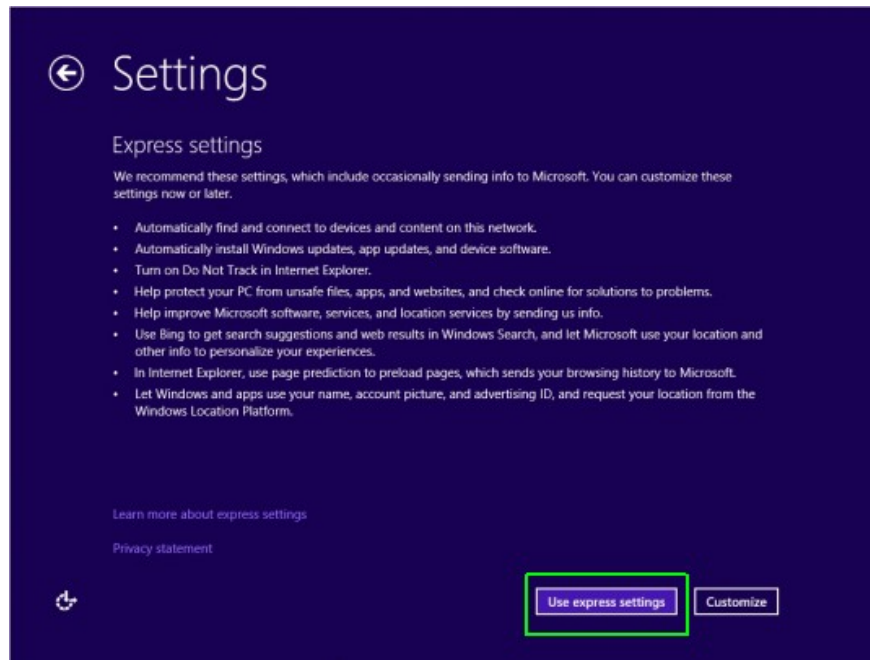 Settings
Express settings
We recommend these settings, which include occasionally sending info to Microsoft. You can customize these
settings now or later.
• Automatically find and connect to devices and content on this network.
• Automatically install Windows updates, app updates, and device software.
• Turn on Do Not Track in Internet Explorer.
• Help protect your PC from unsafe files, apps, and websites, and check online for solutions to problems.
• Help improve Microsoft software, services, and location services by sending us info.
• Use Bing to get search suggestions and web results in Windows Search, and let Microsoft use your location and
other info to personalize your experiences.
• In Internet Explorer, use page prediction to preload pages, which sends your browsing history to Microsoft.
• Let Windows and apps use your name, account picture, and advertising ID, and request your location from the
Windows Location Platform.
Learn more about express settings
Privacy statement
Use express settings Customize